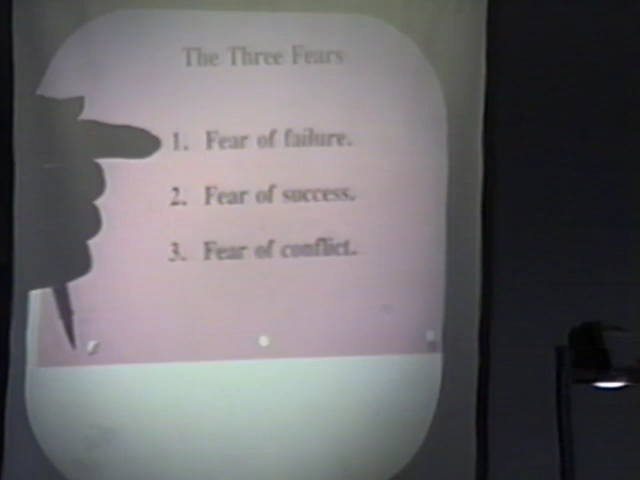 The Three Fears
1. Fear of failure.
2. Fear of success.
3. Fear of conflict.